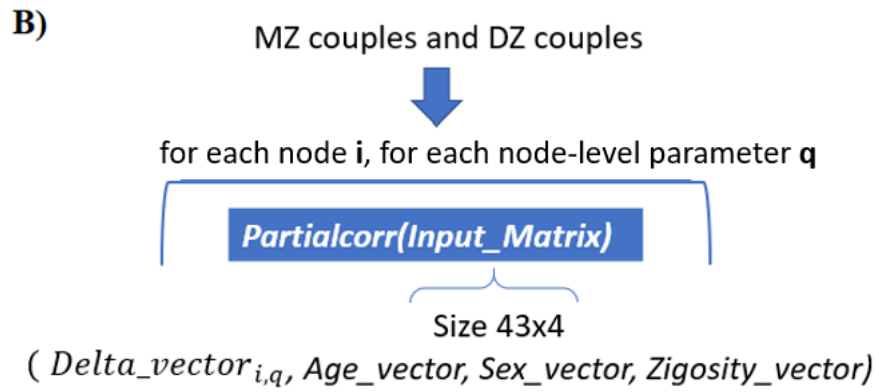 B)
MZ couples and DZ couples
for each node i, for each node-level parameter q
Partialcorr(Input_Matrix)
Size 43x4
( Delta_vector i,q, Age_vector, Sex_vector, Zigosity_vector)